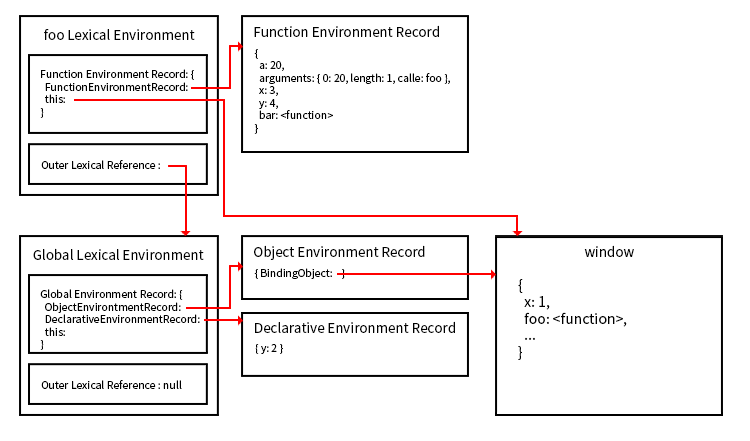 foo Lexical Environment
Function Environment Record: {
FunctionEnvironmentRecord:
this:
}
Outer Lexical Reference :
Function Environment Record
{
a: 20,
arguments: { 0: 20, length: 1, calle: foo },
x: 3,
y: 4,
bar: <function>
}
Global Lexical Environment
Global Environment Record: {
ObjectEnvirontmentRecord:
DeclarativeEnvironmentRecord:
this:
}
Outer Lexical Reference : null
Object Environment Record
{ BindingObject: }
Declarative Environment Record
{ y: 2 }
window
{
x: 1,
foo: <function>,
...
}